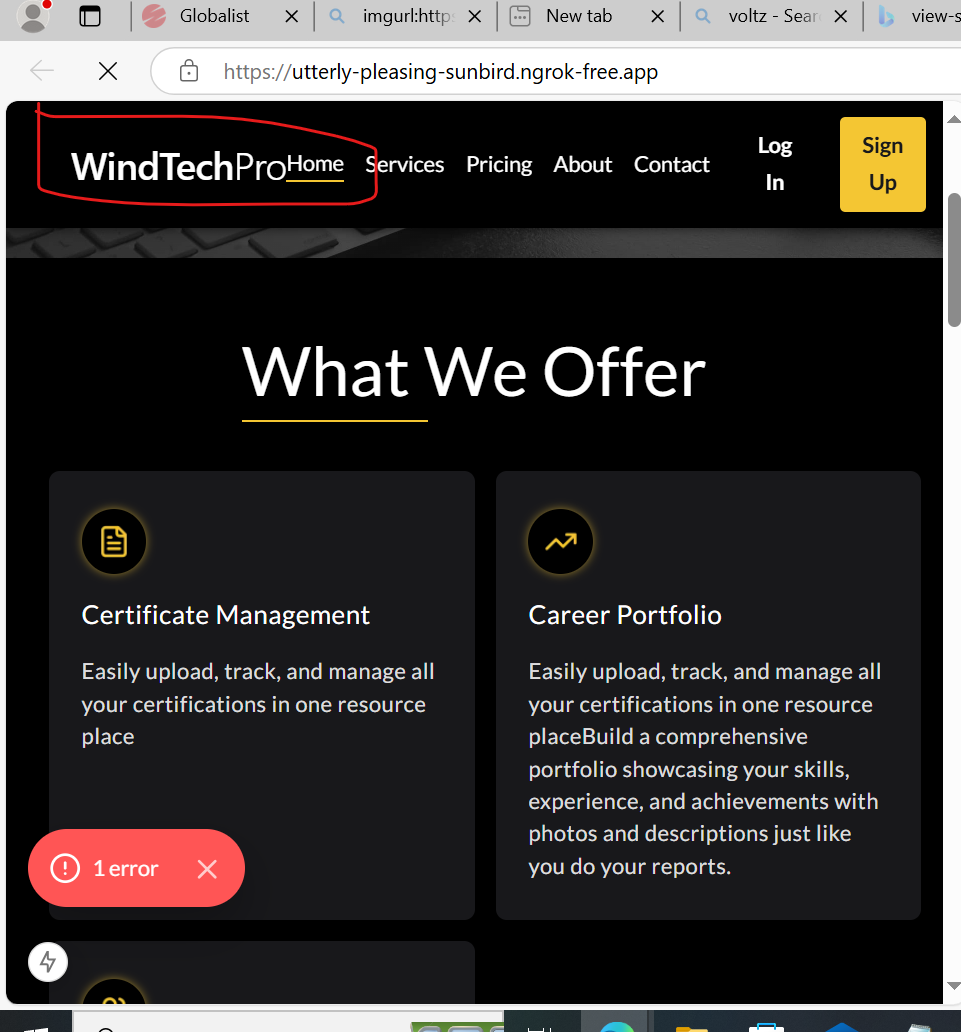 Globalist
imgurl:http
New tab
voltz - Sear
view-s
https://utterly-pleasing-sunbird.ngrok-free.app
WindTechPro
Home
Services
Pricing
About
Contact
Log
In
Sign
Up
What We Offer
Certificate Management
Easily upload, track, and manage all
your certifications in one resource
place
Career Portfolio
Easily upload, track, and manage all
your certifications in one resource
placeBuild a comprehensive
portfolio showcasing your skills,
experience, and achievements with
photos and descriptions just like
you do your reports.
1 error